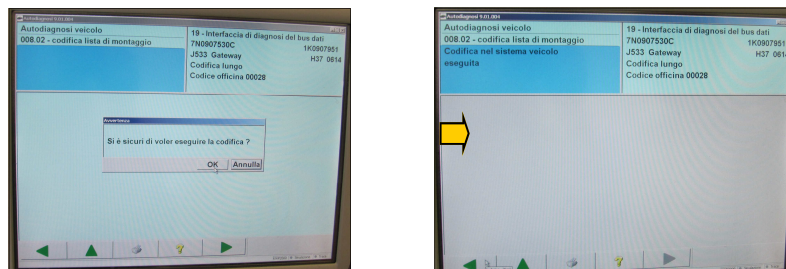 Autodiagnosi 9.01.004
Autodiagnosi veicolo
008.02 - codifica lista di montaggio
19 - Interfaccia di diagnosi del bus dati
7N0907530C 1K0907951
J533 Gateway H37 0614
Codifica lungo
Codice officina 00028
Avvertenza
Si è sicuri di voler eseguire la codifica ?
OK Annulla
Autodiagnosi 9.01.004
Autodiagnosi veicolo
008.02 - codifica lista di montaggio
Codifica nel sistema veicolo
eseguita
19 - Interfaccia di diagnosi del bus dati
7N0907530C 1K0907951
J533 Gateway H37 061
Codifica lungo
Codice officina 00028